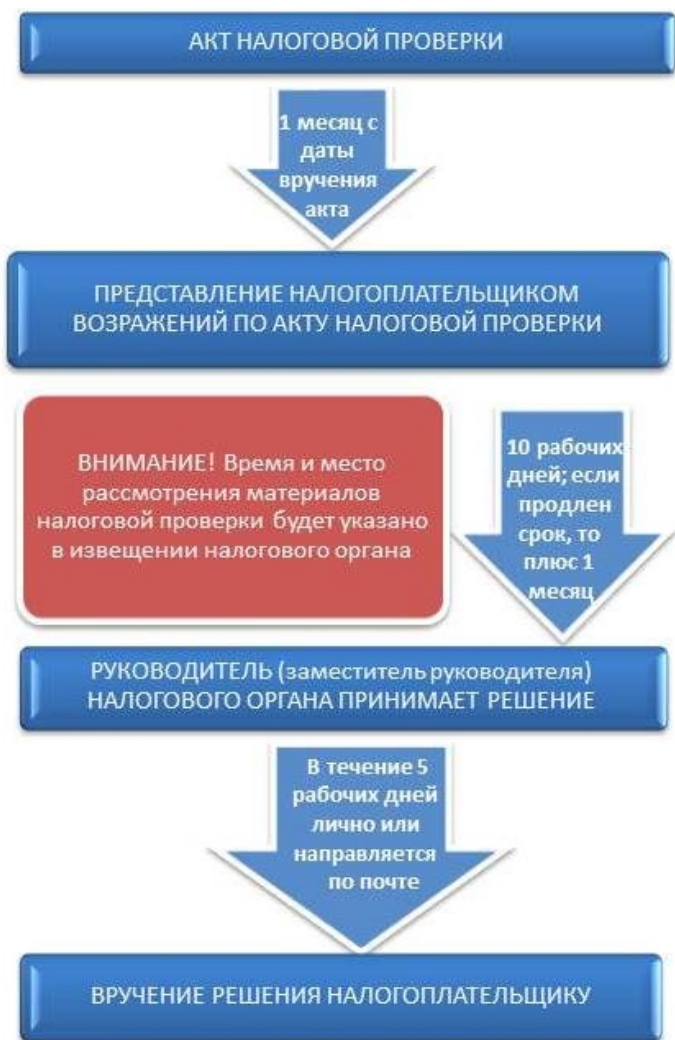 АКТ НАЛОГОВОЙ ПРОВЕРКИ
1 месяц с
даты
вручения
акта
ПРЕДСТАВЛЕНИЕ НАЛОГОПЛАТЕЛЬЩИКОМ
ВОЗРАЖЕНИЙ ПО АКТУ НАЛОГОВОЙ ПРОВЕРКИ
ВНИМАНИЕ! Время и место
рассмотрения материалов
налоговой проверки будет указано
в извещении налогового органа
10 рабочих
дней; если
продлен
срок, то
плюс 1
месяц
РУКОВОДИТЕЛЬ (заместитель руководителя)
НАЛОГОВОГО ОРГАНА ПРИНИМАЕТ РЕШЕНИЕ
В течение 5
рабочих дней
лично или
направляется
по почте
ВРУЧЕНИЕ РЕШЕНИЯ НАЛОГОПЛАТЕЛЬЩИКУ